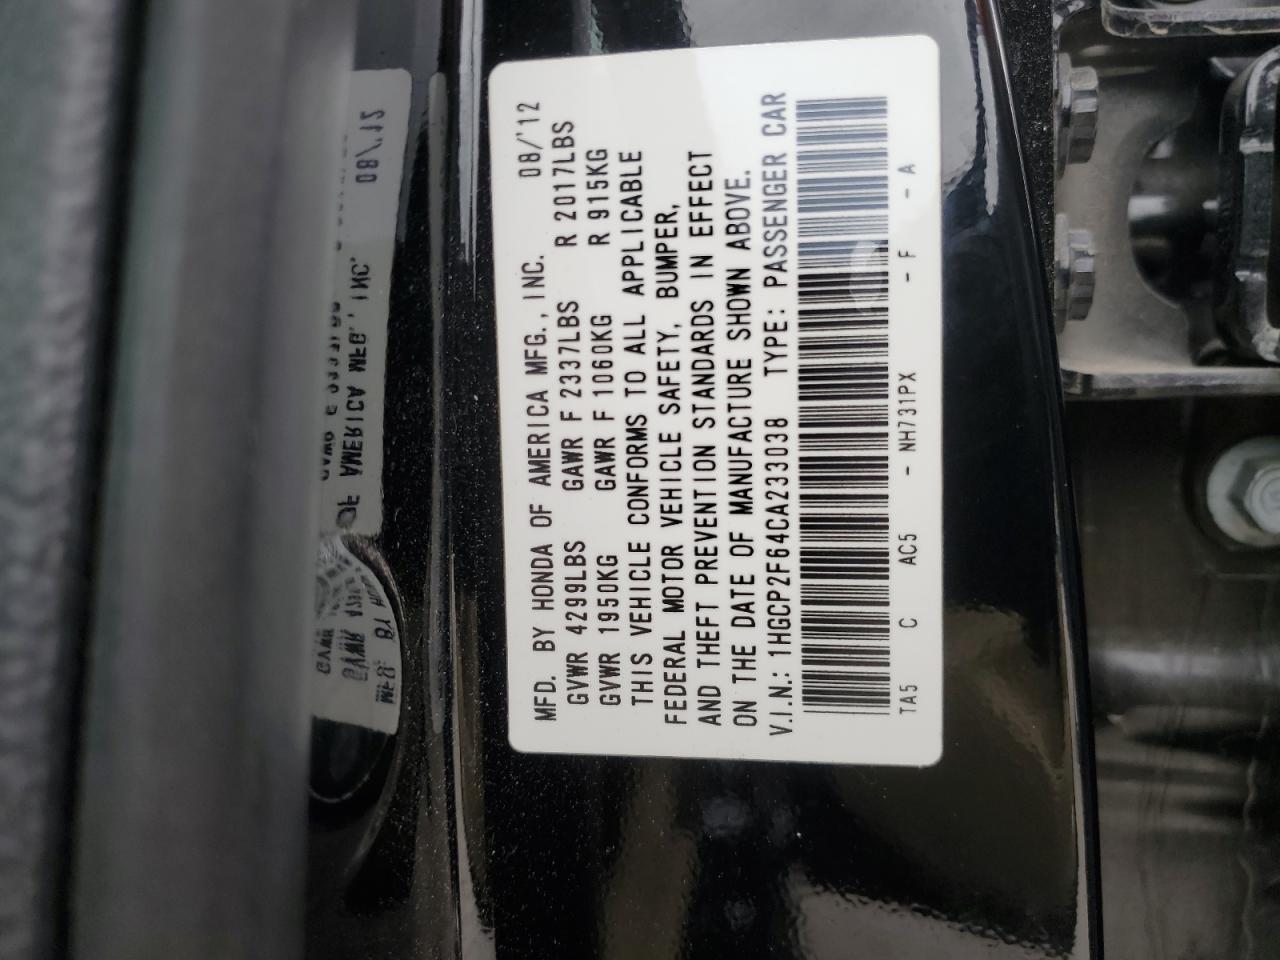 MFD. BY HONDA OF AMERICA MFG., INC. 08/'12
GVWR 4299LBS GAWR F 2337LBS R 2017LBS
GVWR 1950KG GAWR F 1060KG R 915KG
THIS VEHICLE CONFORMS TO ALL APPLICABLE
FEDERAL MOTOR VEHICLE SAFETY, BUMPER,
AND THEFT PREVENTION STANDARDS IN EFFECT
ON THE DATE OF MANUFACTURE SHOWN ABOVE.
V.I.N.: 1HGCP2F64CA233038 TYPE: PASSENGER CAR
TA5 C AC5 - NH731PX - F - A